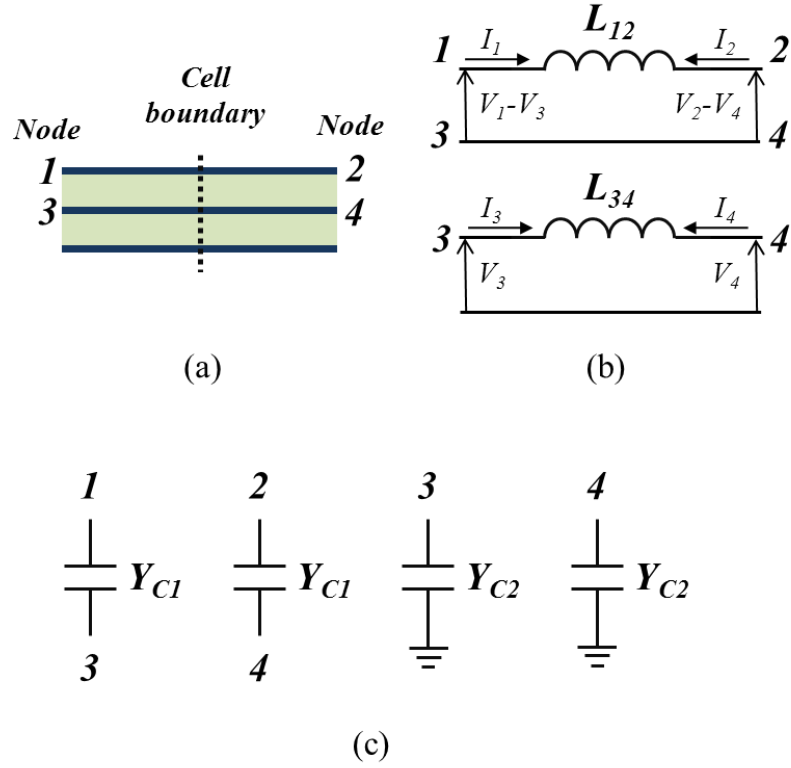 Cell
boundary
Node
Node
1
2
3
4
(a)
L12
1
I1
I2
2
V1-V3
V2-V4
3
4
L34
3
I3
I4
4
V3
V4
(b)
1
2
3
4
YC1
YC1
YC2
YC2
3
4
(c)